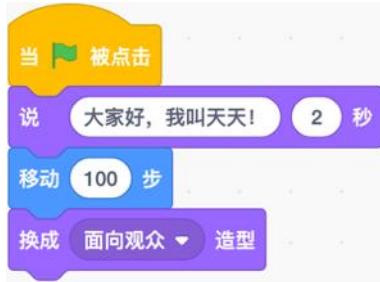 当 被点击
说 大家好，我叫天天！ 2 秒
移动 100 步
换成 面向观众 造型